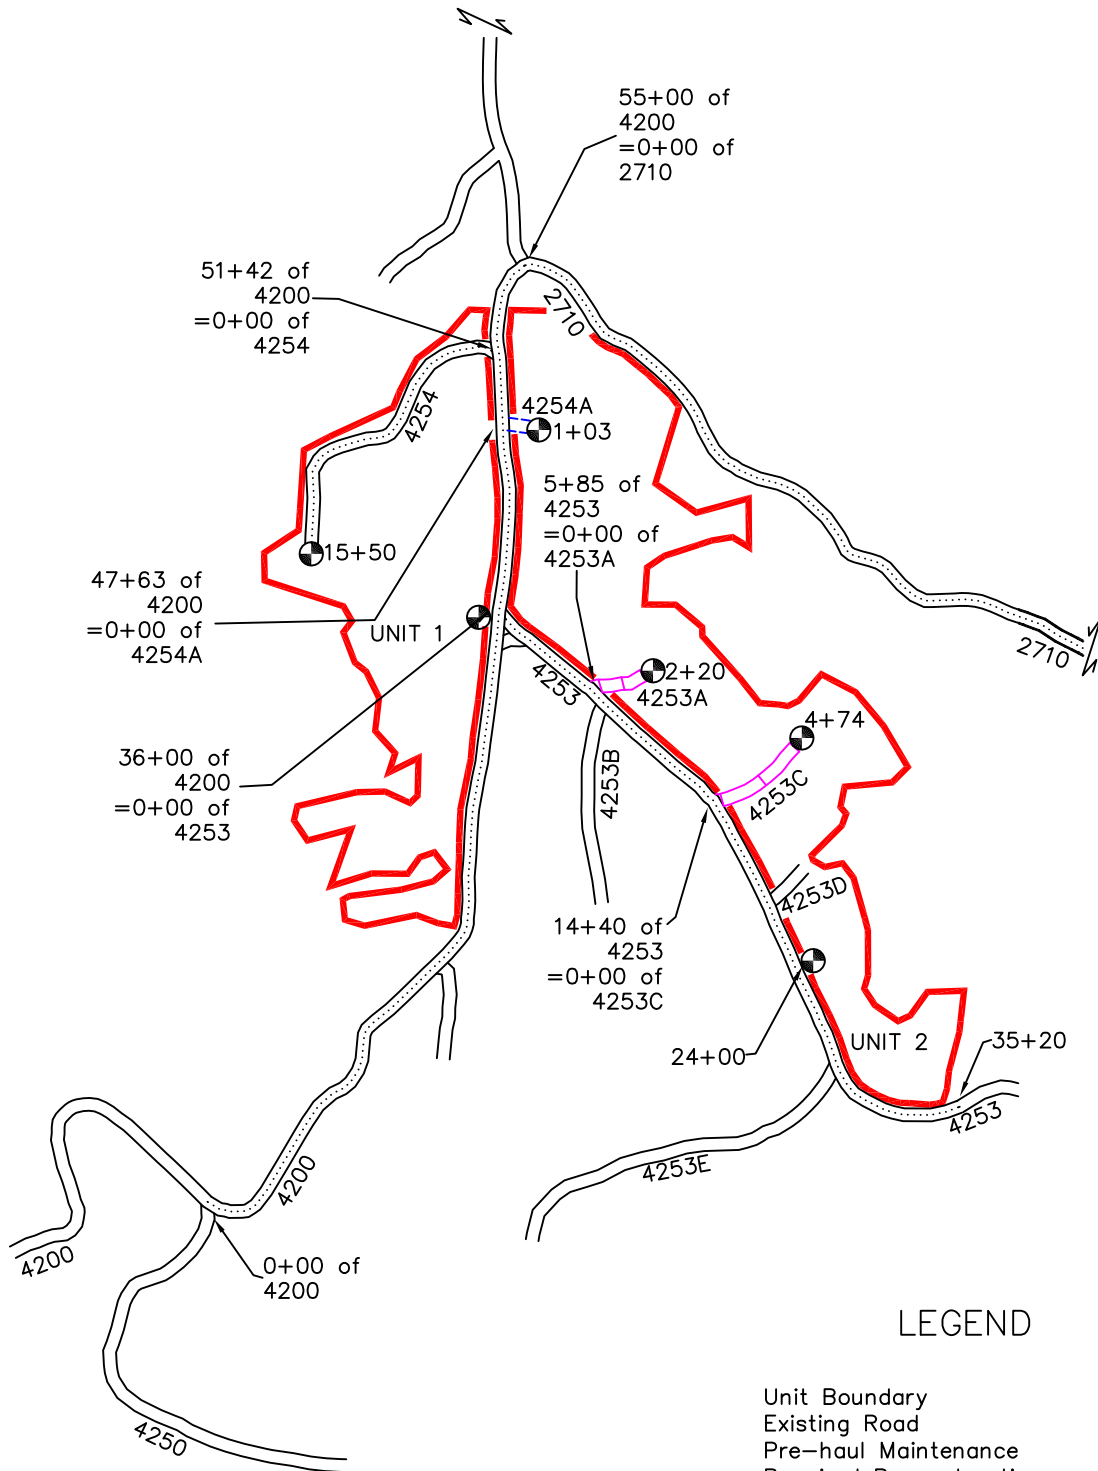 55+00 of
4200
=0+00 of
2710
51+42 of
4200
=0+00 of
4254
2710
4254
4254A
1+03
5+85 of
4253
=0+00 of
4253A
15+50
47+63 of
4200
=0+00 of
4254A
UNIT 1
2710
4253
2+20
4253A
4+74
36+00 of
4200
=0+00 of
4253
4253B
4253C
4253D
14+40 of
4253
=0+00 of
4253C
24+00
UNIT 2
35+20
4253
4253E
4200
4200
0+00 of
4200
4250
LEGEND
Unit Boundary
Existing Road
Pre-haul Maintenance